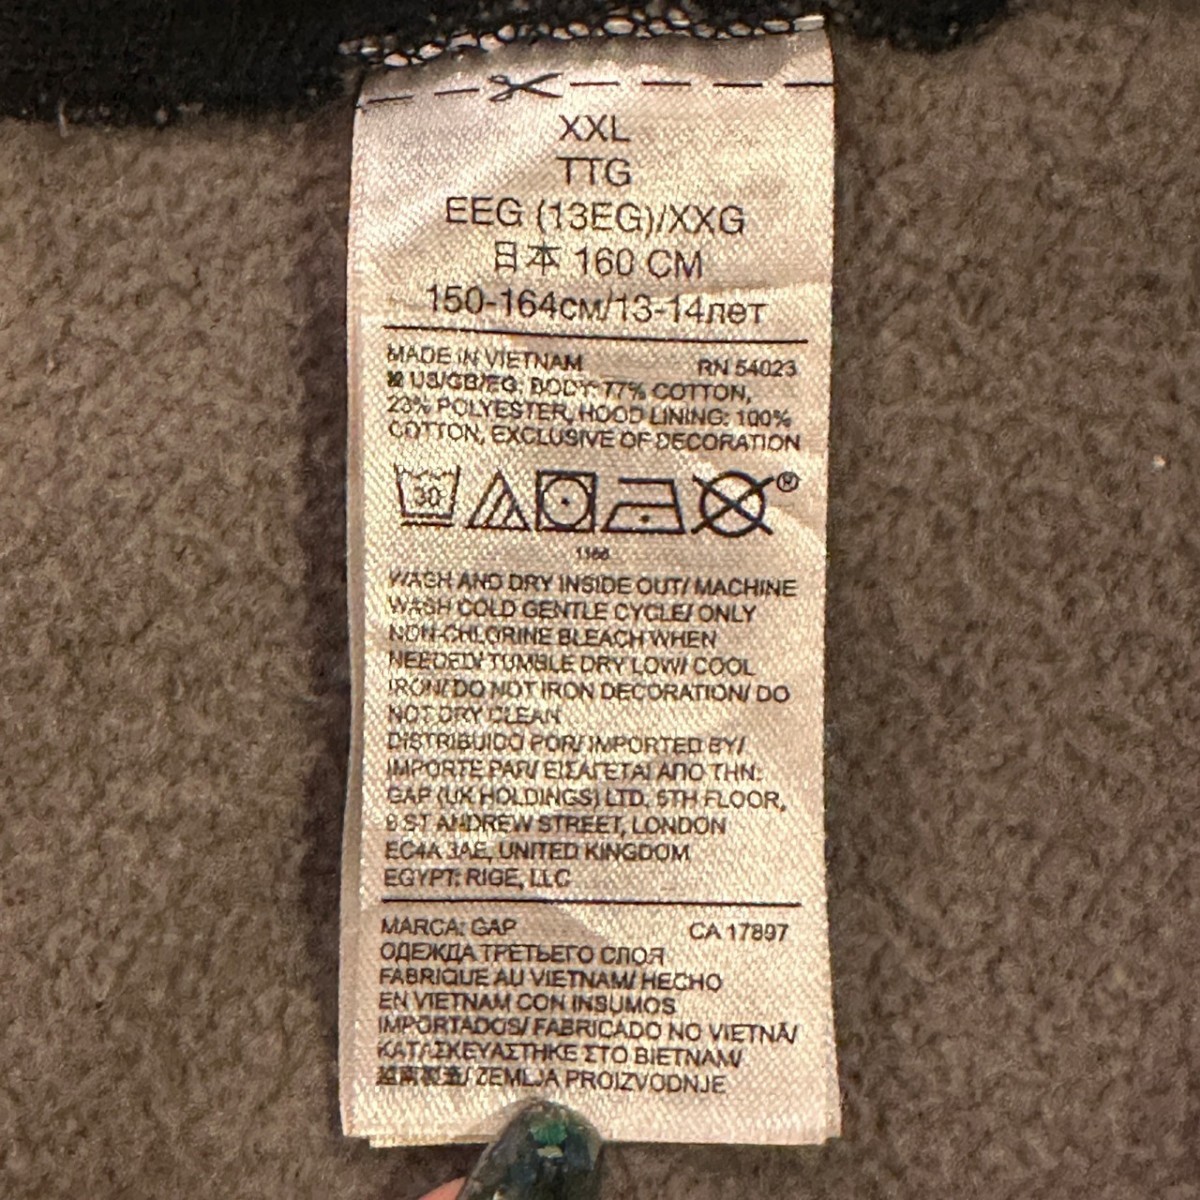 XXL
TTG
EEG (13EG)/XXG
日本 160 CM
150-164см/13-14лет
MADE IN VIETNAM RN 54023
US/GB/EG: BODY: 77% COTTON,
23% POLYESTER, HOOD LINING: 100%
COTTON, EXCLUSIVE OF DECORATION
30
®
1166
WASH AND DRY INSIDE OUT/ MACHINE
WASH COLD GENTLE CYCLE/ ONLY
NON-CHLORINE BLEACH WHEN
NEEDED/ TUMBLE DRY LOW/ COOL
IRON/ DO NOT IRON DECORATION/ DO
NOT DRY CLEAN
DISTRIBUIDO POR/ IMPORTED BY/
IMPORTE PAR/ ΕΙΣΑΓΕΤΑΙ ΑΠΟ ΤΗΝ:
GAP (UK HOLDINGS) LTD, 5TH FLOOR,
8 ST ANDREW STREET, LONDON
EC4A 3AE, UNITED KINGDOM
EGYPT: RIGE, LLC
MARCA: GAP CA 17897
ОДЕЖДА ТРЕТЬЕГО СЛОЯ
FABRIQUE AU VIETNAM/ HECHO
EN VIETNAM CON INSUMOS
IMPORTADOS/ FABRICADO NO VIETNÃ/
ΚΑΤΑΣΚΕΥΑΣΤΗΚΕ ΣΤΟ ΒΙΕΤΝΑΜ/
越南製造/ ZEMLJA PROIZVODNJE